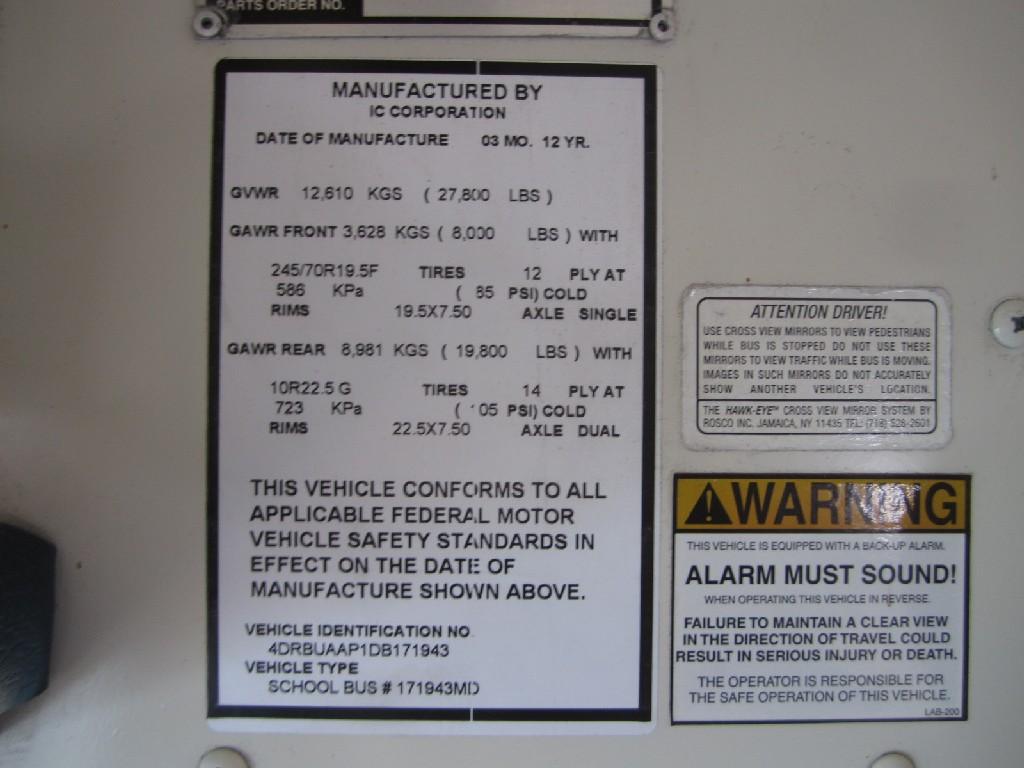 PARTS ORDER NO.
MANUFACTURED BY
IC CORPORATION
DATE OF MANUFACTURE 03 MO. 12 YR.
GVWR 12,610 KGS ( 27,800 LBS )
GAWR FRONT 3,628 KGS ( 8,000 LBS ) WITH
245/70R19.5F TIRES 12 PLY AT
586 KPa ( 85 PSI) COLD
RIMS 19.5X7.50 AXLE SINGLE
GAWR REAR 8,981 KGS ( 19,800 LBS ) WITH
10R22.5 G TIRES 14 PLY AT
723 KPa ( 105 PSI) COLD
RIMS 22.5X7.50 AXLE DUAL
THIS VEHICLE CONFORMS TO ALL
APPLICABLE FEDERAL MOTOR
VEHICLE SAFETY STANDARDS IN
EFFECT ON THE DATE OF
MANUFACTURE SHOWN ABOVE.
VEHICLE IDENTIFICATION NO.
4DRBUAAP1DB171943
VEHICLE TYPE
SCHOOL BUS # 171943MD
ATTENTION DRIVER!
USE CROSS VIEW MIRRORS TO VIEW PEDESTRIANS
WHILE BUS IS STOPPED DO NOT USE THESE
MIRRORS TO VIEW TRAFFIC WHILE BUS IS MOVING.
IMAGES IN SUCH MIRRORS DO NOT ACCURATELY
SHOW ANOTHER VEHICLE'S LOCATION.
THE HAWK-EYE™ CROSS VIEW MIRROR SYSTEM BY
ROSCO INC. JAMAICA, NY 11435 TEL: (718) 526-2601
WARNING
THIS VEHICLE IS EQUIPPED WITH A BACK-UP ALARM.
ALARM MUST SOUND!
WHEN OPERATING THIS VEHICLE IN REVERSE.
FAILURE TO MAINTAIN A CLEAR VIEW
IN THE DIRECTION OF TRAVEL COULD
RESULT IN SERIOUS INJURY OR DEATH.
THE OPERATOR IS RESPONSIBLE FOR
THE SAFE OPERATION OF THIS VEHICLE.
LAB-200